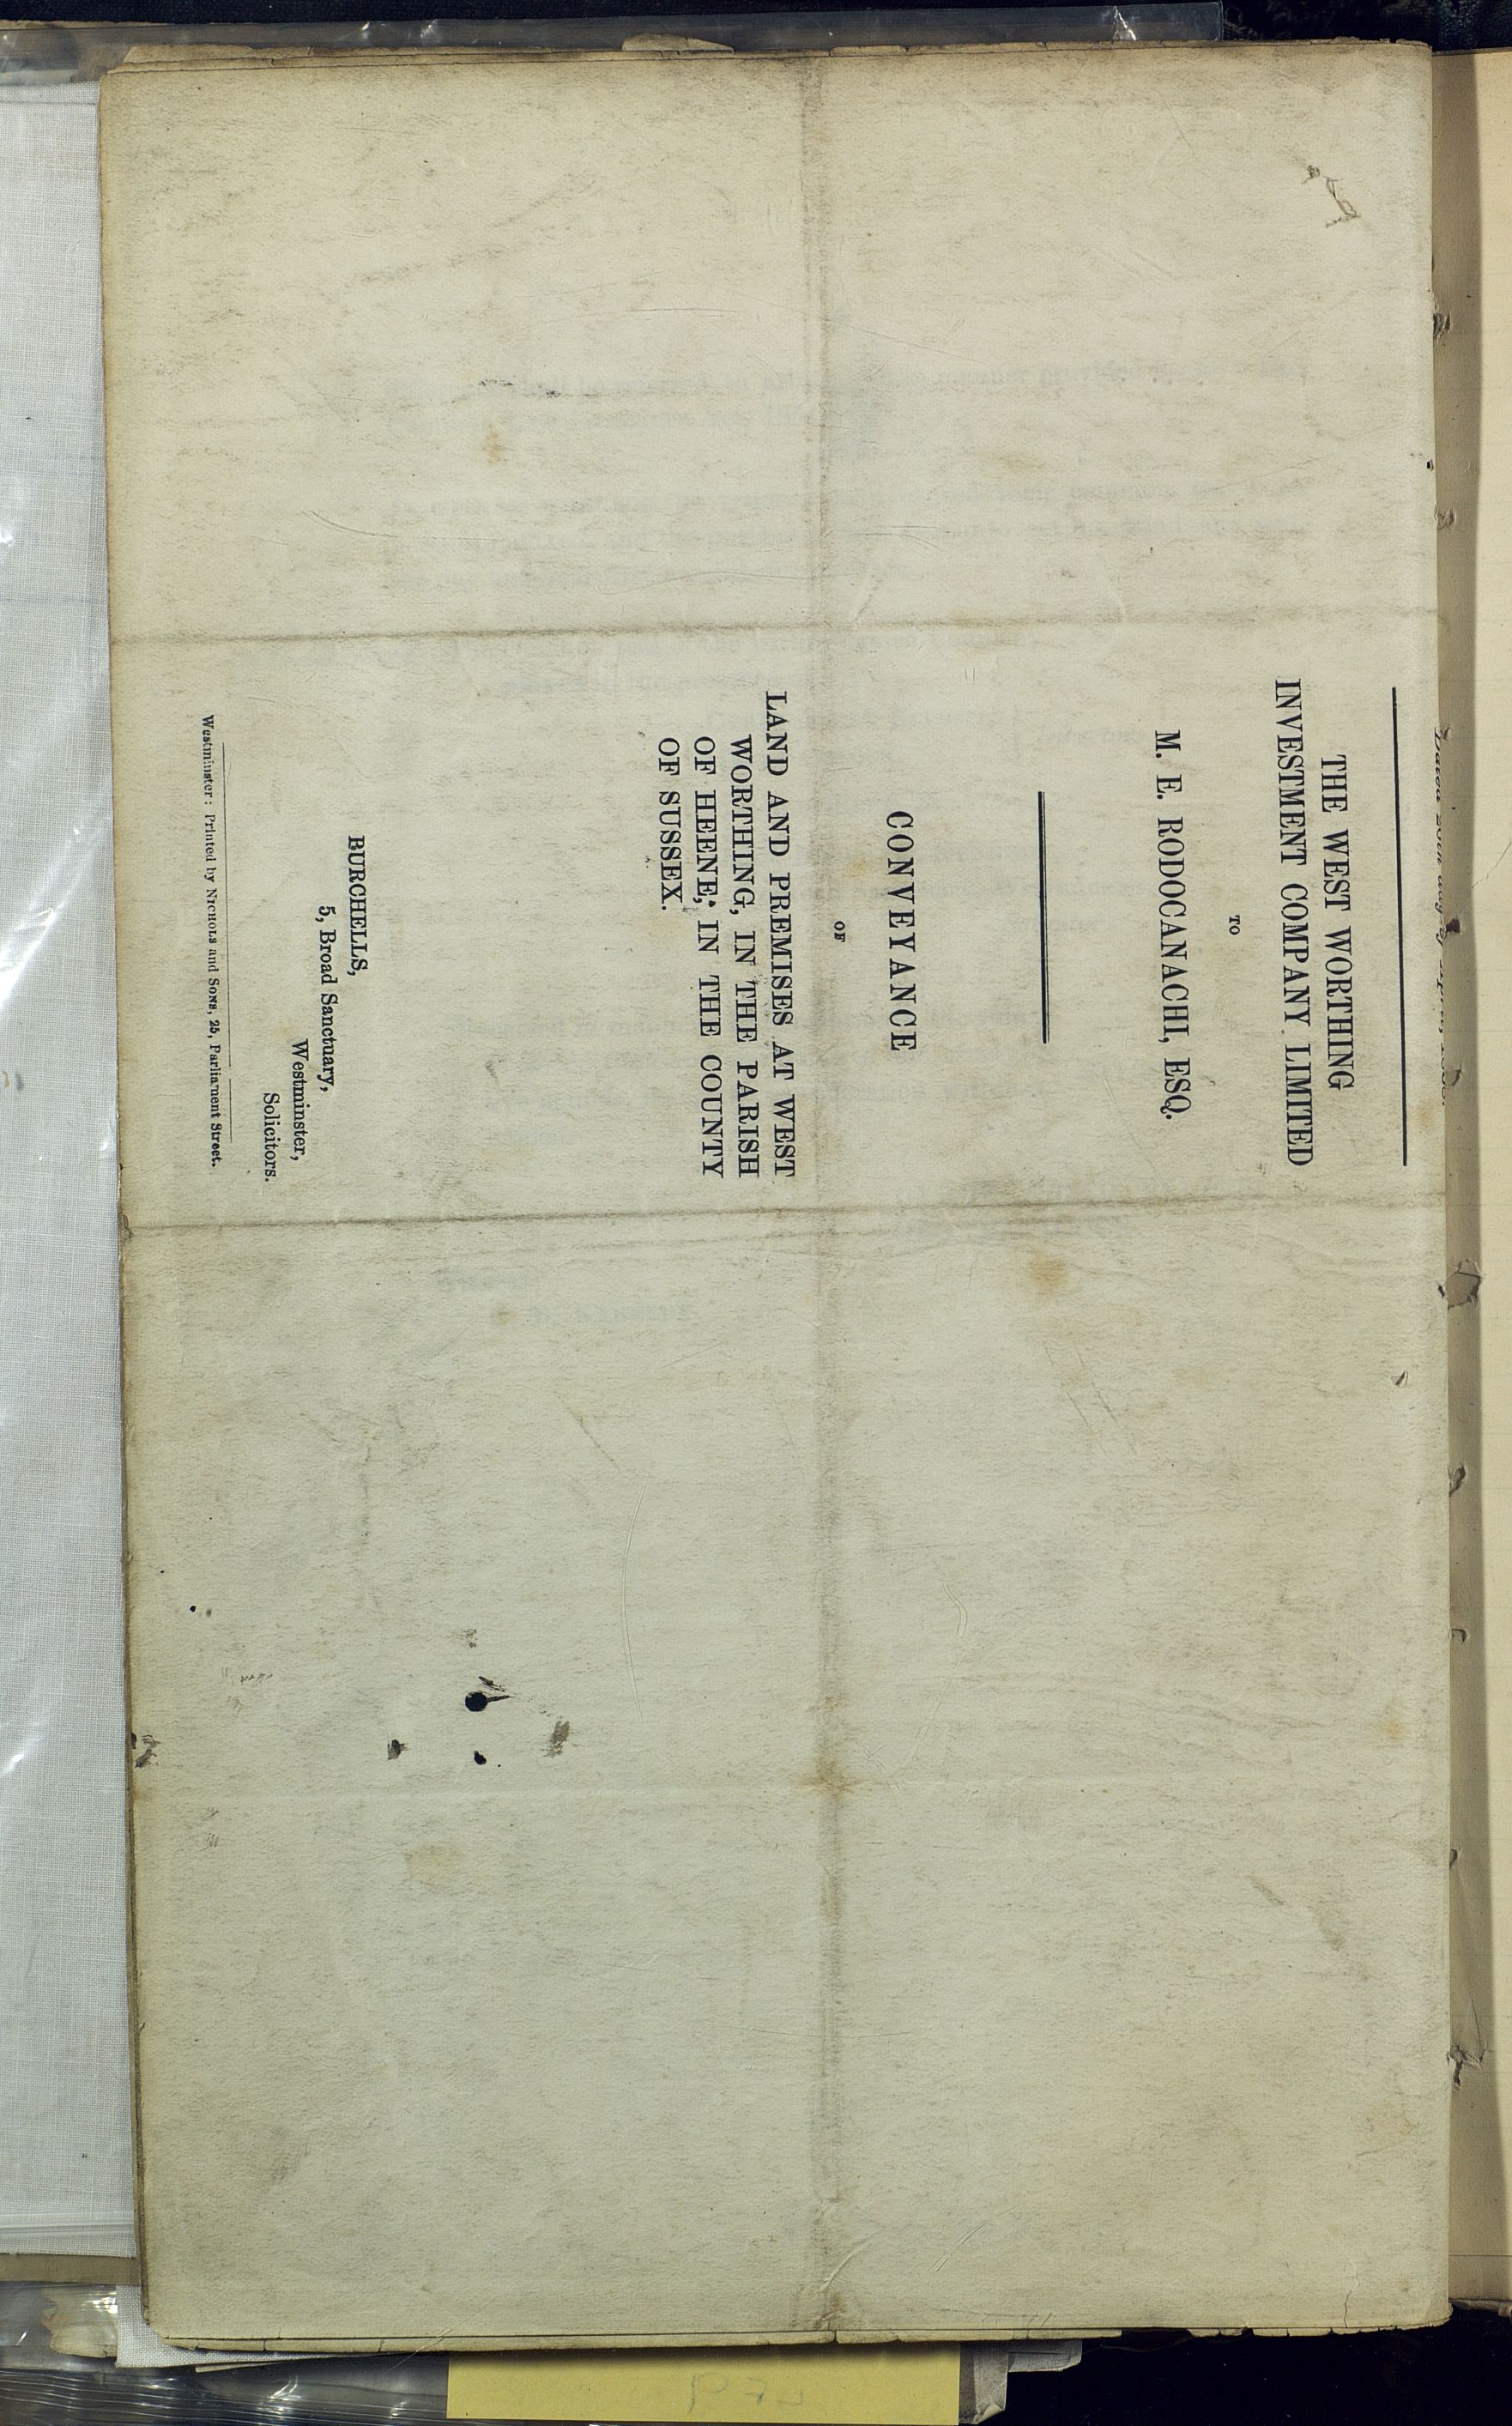 THE WEST WORTHING
INVESTMENT COMPANY LIMITED
TO
M. E. RODOCANACHI, ESQ.
CONVEYANCE
OF
LAND AND PREMISES AT WEST
WORTHING, IN THE PARISH
OF HEENE, IN THE COUNTY
OF SUSSEX.
BURCHELLS,
5, Broad Sanctuary,
Westminster,
Solicitors.
Westminster: Printed by NICHOLS and SONS, 25, Parliament Street.